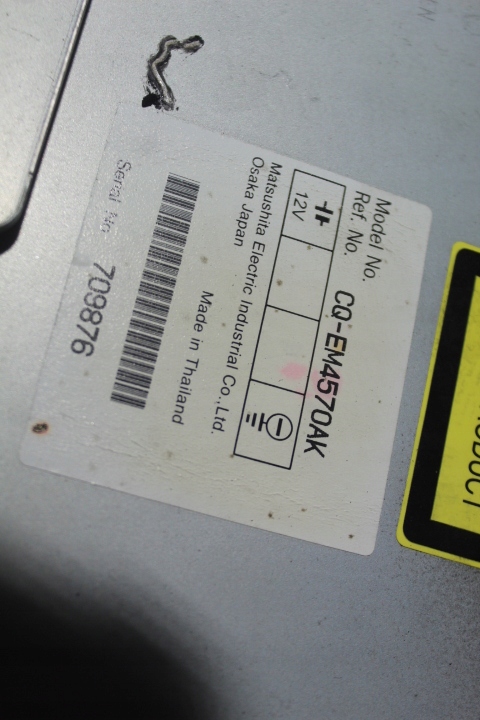 Model No.
Ref. No. CQ-EM4570AK
12V
Matsushita Electric Industrial Co.,Ltd.
Osaka Japan
Made in Thailand
Serial No. 709876